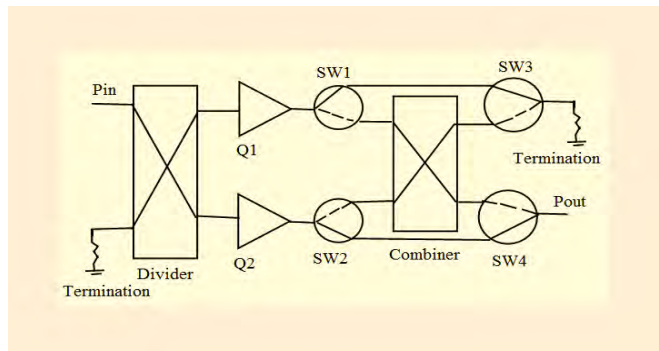 SW1
SW3
Pin
Q1
Termination
Pout
Divider
Q2
SW2
Combiner
SW4
Termination